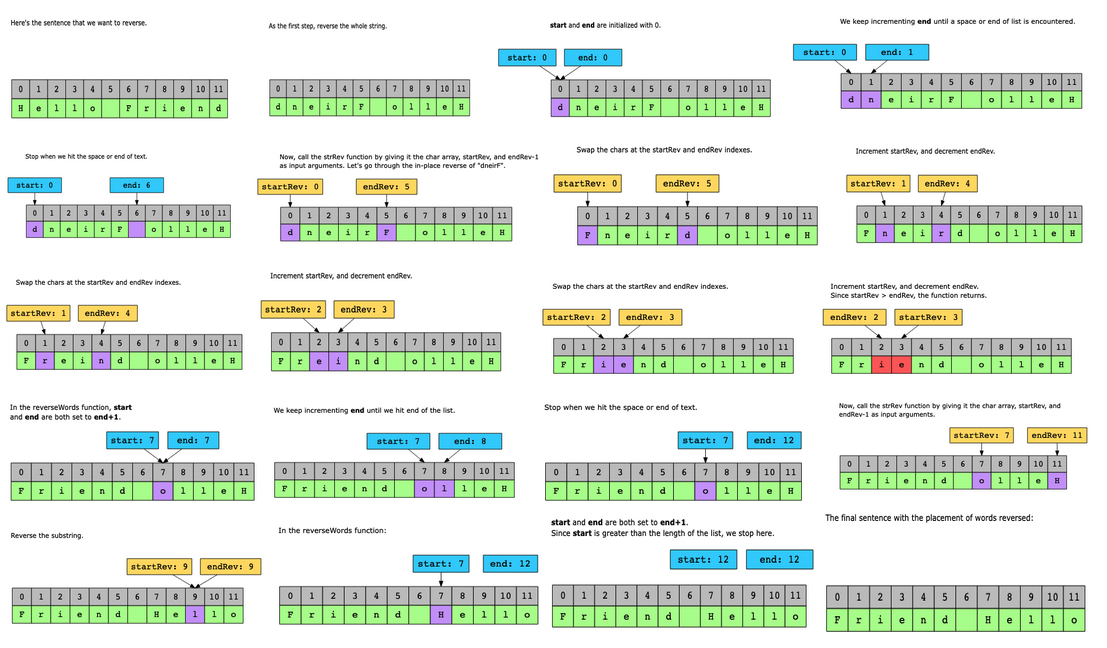 Here's the sentence that we want to reverse.
0 1 2 3 4 5 6 7 8 9 10 11
H e l l o F r i e n d
As the first step, reverse the whole string.
0 1 2 3 4 5 6 7 8 9 10 11
d n e i r F o l l e H
start and end are initialized with 0.
start: 0 end: 0
0 1 2 3 4 5 6 7 8 9 10 11
d n e i r F o l l e H
We keep incrementing end until a space or end of list is encountered.
start: 0 end: 1
0 1 2 3 4 5 6 7 8 9 10 11
d n e i r F o l l e H
Stop when we hit the space or end of text.
start: 0 end: 6
0 1 2 3 4 5 6 7 8 9 10 11
d n e i r F o l l e H
Now, call the strRev function by giving it the char array, startRev, and endRev-1
as input arguments. Let's go through the in-place reverse of "dneirF".
startRev: 0 endRev: 5
0 1 2 3 4 5 6 7 8 9 10 11
d n e i r F o l l e H
Swap the chars at the startRev and endRev indexes.
startRev: 0 endRev: 5
0 1 2 3 4 5 6 7 8 9 10 11
F n e i r d o l l e H
Increment startRev, and decrement endRev.
startRev: 1 endRev: 4
0 1 2 3 4 5 6 7 8 9 10 11
F n e i r d o l l e H
Swap the chars at the startRev and endRev indexes.
startRev: 1 endRev: 4
0 1 2 3 4 5 6 7 8 9 10 11
F r e i n d o l l e H
Increment startRev, and decrement endRev.
startRev: 2 endRev: 3
0 1 2 3 4 5 6 7 8 9 10 11
F r e i n d o l l e H
Swap the chars at the startRev and endRev indexes.
startRev: 2 endRev: 3
0 1 2 3 4 5 6 7 8 9 10 11
F r i e n d o l l e H
Increment startRev, and decrement endRev.
Since startRev > endRev, the function returns.
endRev: 2 startRev: 3
0 1 2 3 4 5 6 7 8 9 10 11
F r i e n d o l l e H
In the reverseWords function, start
and end are both set to end+1.
start: 7 end: 7
0 1 2 3 4 5 6 7 8 9 10 11
F r i e n d o l l e H
We keep incrementing end until we hit end of the list.
start: 7 end: 8
0 1 2 3 4 5 6 7 8 9 10 11
F r i e n d o l l e H
Stop when we hit the space or end of text.
start: 7 end: 12
0 1 2 3 4 5 6 7 8 9 10 11
F r i e n d o l l e H
Now, call the strRev function by giving it the char array, startRev, and
endRev-1 as input arguments.
startRev: 7 endRev: 11
0 1 2 3 4 5 6 7 8 9 10 11
F r i e n d o l l e H
Reverse the substring.
startRev: 9 endRev: 9
0 1 2 3 4 5 6 7 8 9 10 11
F r i e n d H e l l o
In the reverseWords function:
start: 7 end: 12
0 1 2 3 4 5 6 7 8 9 10 11
F r i e n d H e l l o
start and end are both set to end+1.
Since start is greater than the length of the list, we stop here.
start: 12 end: 12
0 1 2 3 4 5 6 7 8 9 10 11
F r i e n d H e l l o
The final sentence with the placement of words reversed:
0 1 2 3 4 5 6 7 8 9 10 11
F r i e n d H e l l o